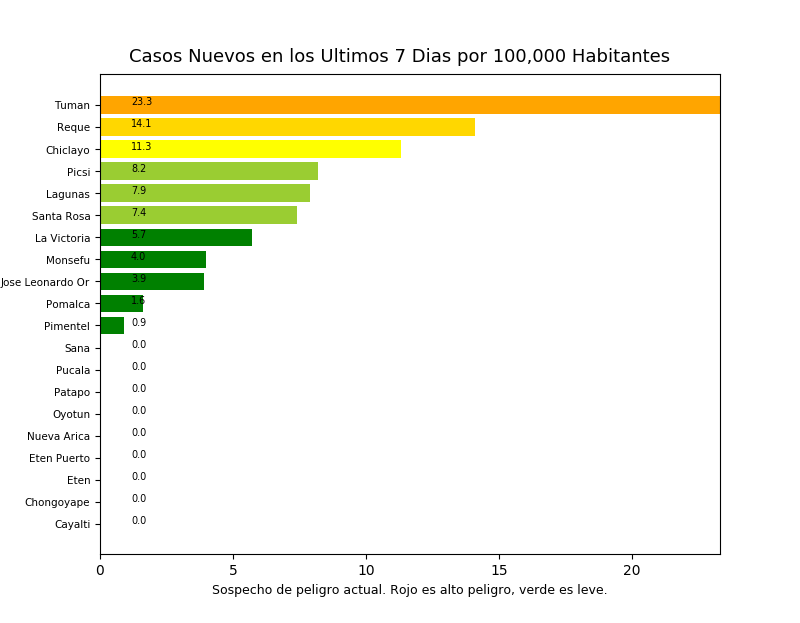 Casos Nuevos en los Ultimos 7 Dias por 100,000 Habitantes
Tuman 23.3
Reque 14.1
Chiclayo 11.3
Picsi 8.2
Lagunas 7.9
Santa Rosa 7.4
La Victoria 5.7
Monsefu 4.0
Jose Leonardo Or 3.9
Pomalca 1.6
Pimentel 0.9
Sana 0.0
Pucala 0.0
Patapo 0.0
Oyotun 0.0
Nueva Arica 0.0
Eten Puerto 0.0
Eten 0.0
Chongoyape 0.0
Cayalti 0.0
0 5 10 15 20
Sospecho de peligro actual. Rojo es alto peligro, verde es leve.